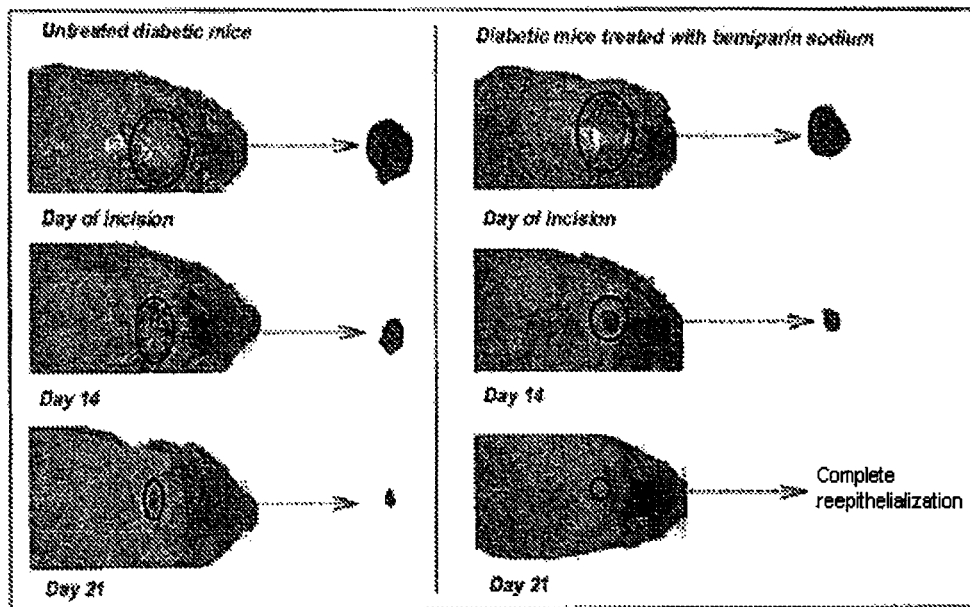 Untreated diabetic mice
Day of incision
Day 14
Day 21
Diabetic mice treated with bemiparin sodium
Day of incision
Day 14
Complete
reepithelialization
Day 21